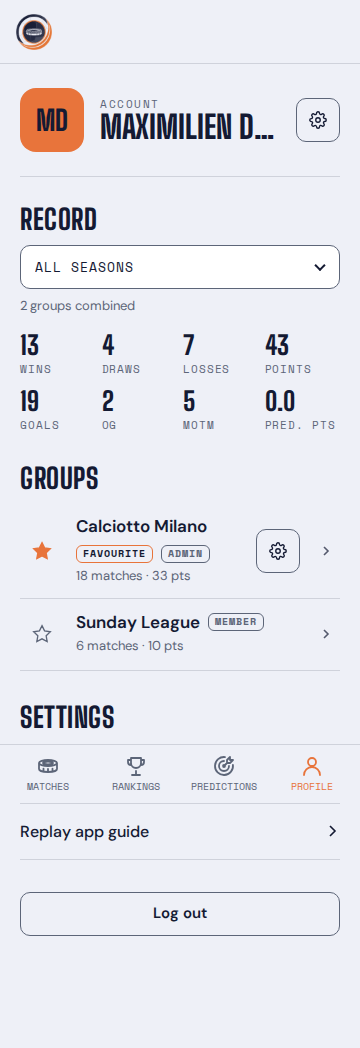 MD
ACCOUNT
MAXIMILIEN D...
RECORD
ALL SEASONS
2 groups combined
13 4 7 43
WINS DRAWS LOSSES POINTS
19 2 5 0.0
GOALS OG MOTM PRED. PTS
GROUPS
Calciotto Milano
FAVOURITE ADMIN
18 matches · 33 pts
Sunday League MEMBER
6 matches · 10 pts
SETTINGS
MATCHES RANKINGS PREDICTIONS PROFILE
Replay app guide
Log out